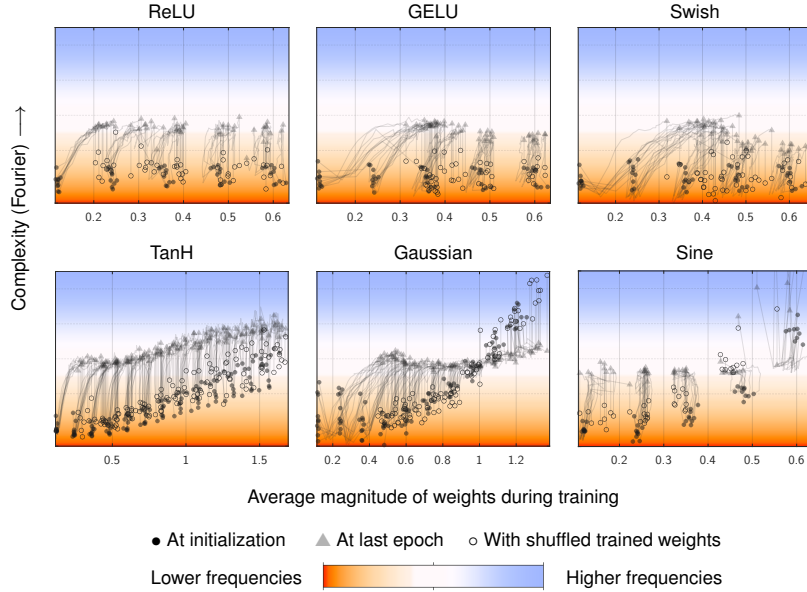 ReLU GELU Swish
Complexity (Fourier) ⟶
0.2 0.3 0.4 0.5 0.6 0.2 0.3 0.4 0.5 0.6 0.2 0.3 0.4 0.5 0.6
TanH Gaussian Sine
0.5 1 1.5 0.2 0.4 0.6 0.8 1 1.2 0.2 0.3 0.4 0.5 0.6
Average magnitude of weights during training
At initialization At last epoch With shuffled trained weights
Lower frequencies Higher frequencies